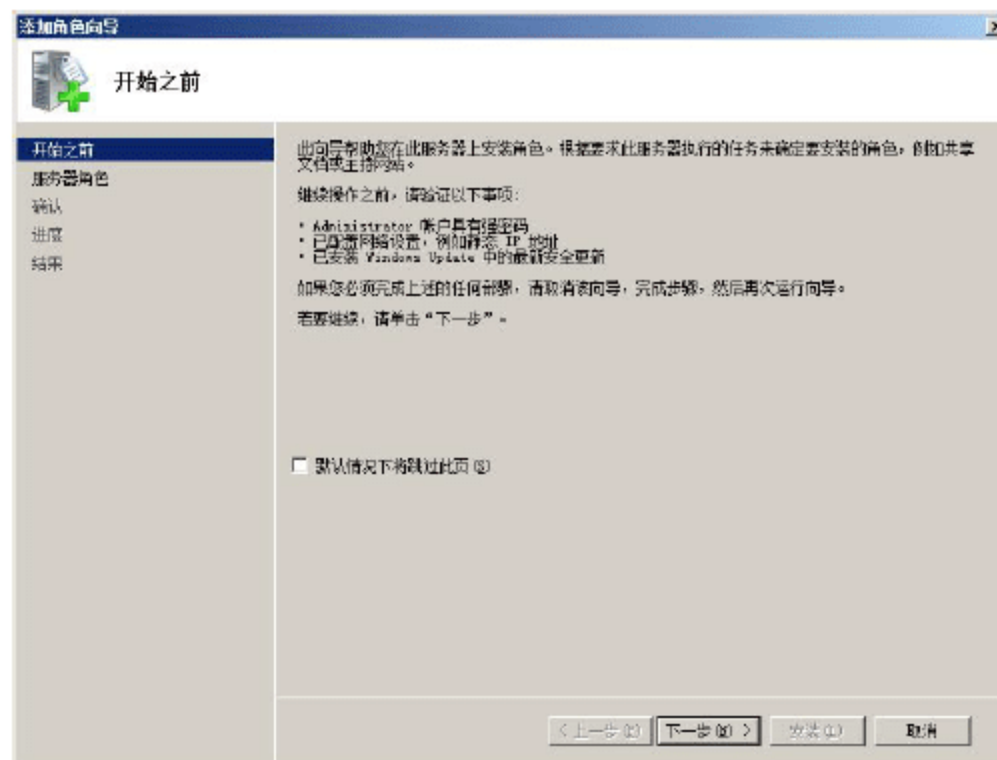 添加角色向导
开始之前
开始之前
服务器角色
确认
进度
结果
此向导帮助您在此服务器上安装角色。根据要求此服务器执行的任务来确定要安装的角色，例如共享
文档或主持网站。
继续操作之前，请验证以下事项：
• Administrator 帐户具有强密码
• 已配置网络设置，例如静态 IP 地址
• 已安装 Windows Update 中的最新安全更新
如果您必须完成上述的任何步骤，请取消该向导，完成步骤，然后再次运行向导。
若要继续，请单击“下一步”。
默认情况下将跳过此页(S)
< 上一步(P) 下一步(N) > 安装(I) 取消